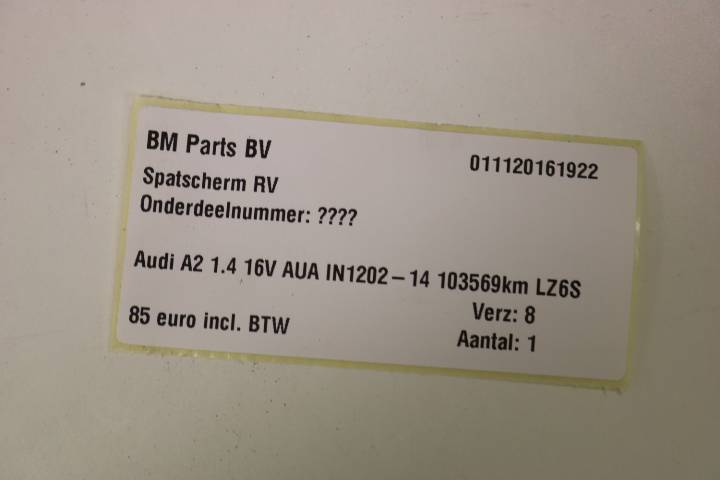 BM Parts BV
011120161922
Spatscherm RV
Onderdeelnummer: ????
Audi A2 1.4 16V AUA IN1202-14 103569km LZ6S
Verz: 8
85 euro incl. BTW
Aantal: 1